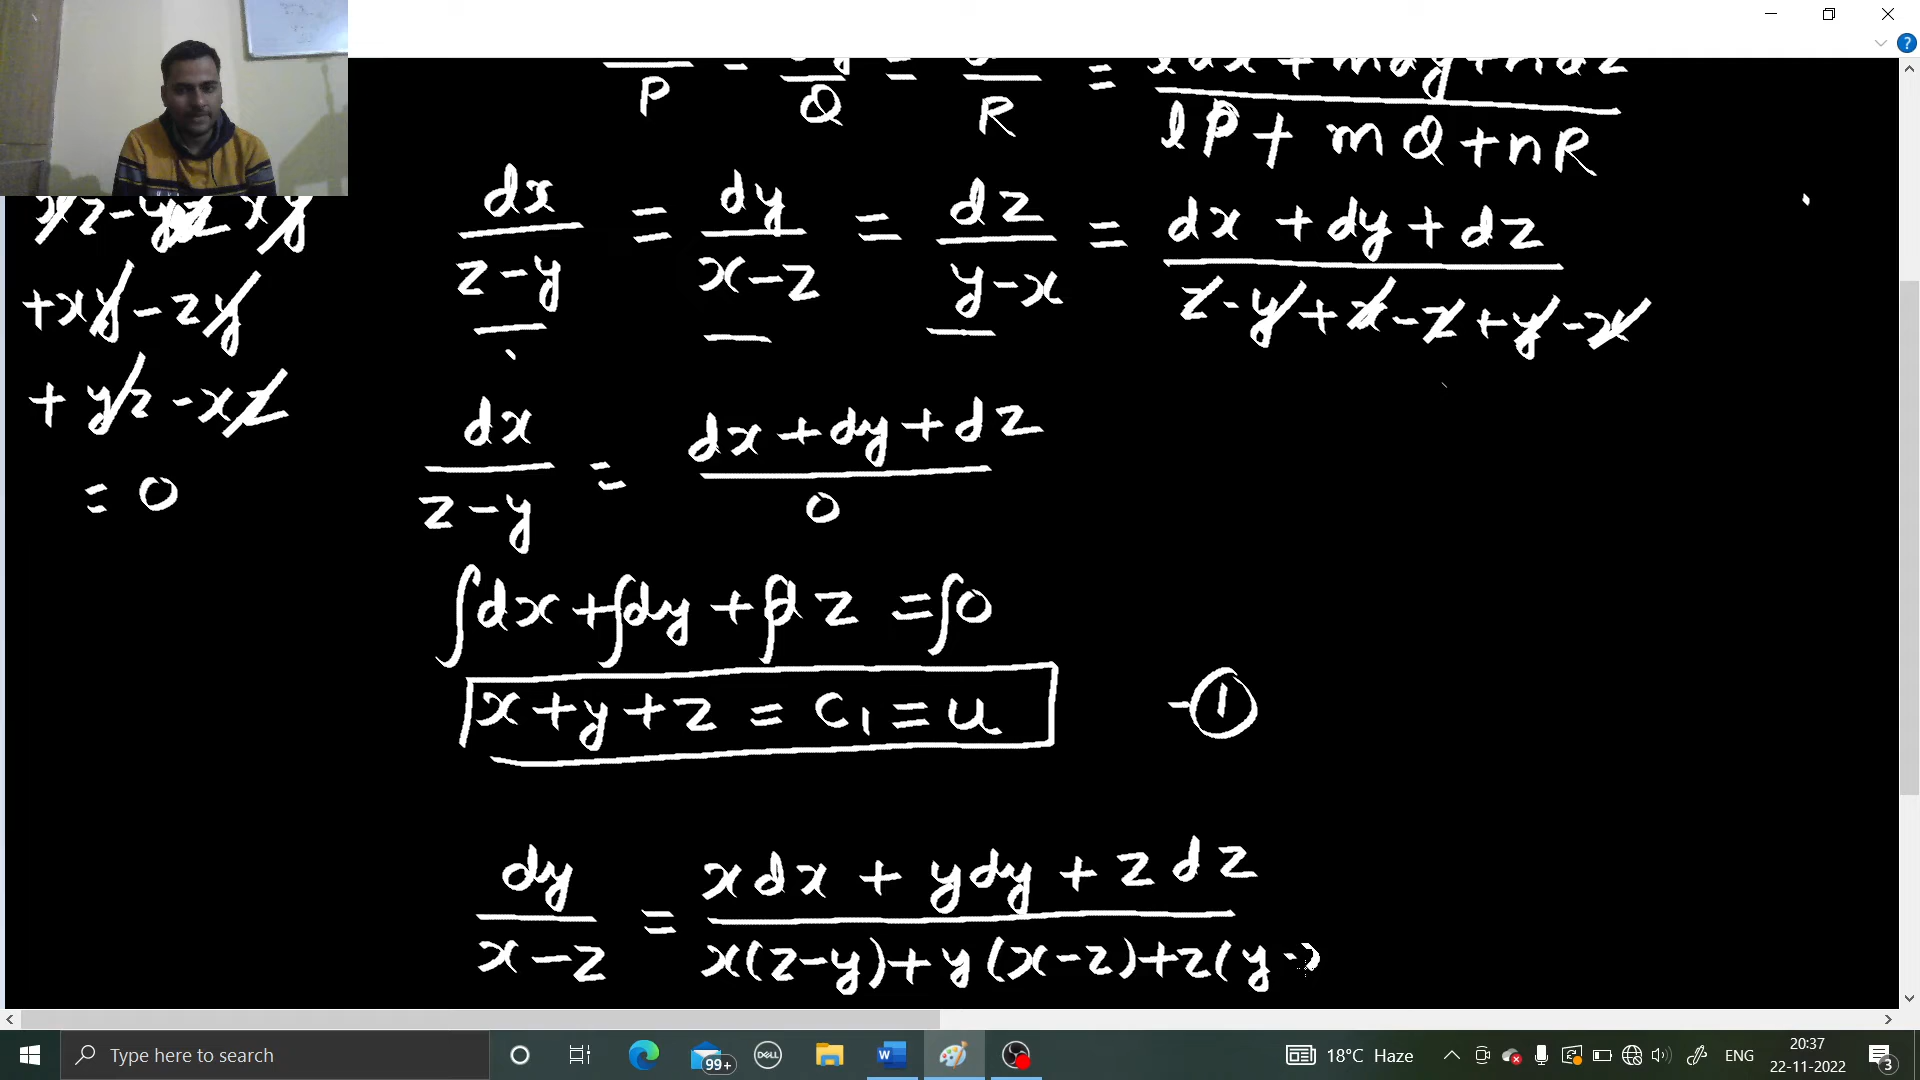 P Q R = lP + mQ + nR
dx/(z-y) = dy/(x-z) = dz/(y-x) = (dx + dy + dz)/(z-y+x-z+y-x)
+xy-zy
+ yz -xz
= 0
dx/(z-y) = (dx+dy+dz)/0
∫dx+∫dy+∫dz =∫0
x+y+z = c₁ = u -①
dy/(x-z) = (xdx + ydy + zdz)/(x(z-y)+y(x-z)+z(y-
Type here to search
99+
DELL
18°C Haze
ENG
20:37
22-11-2022
3